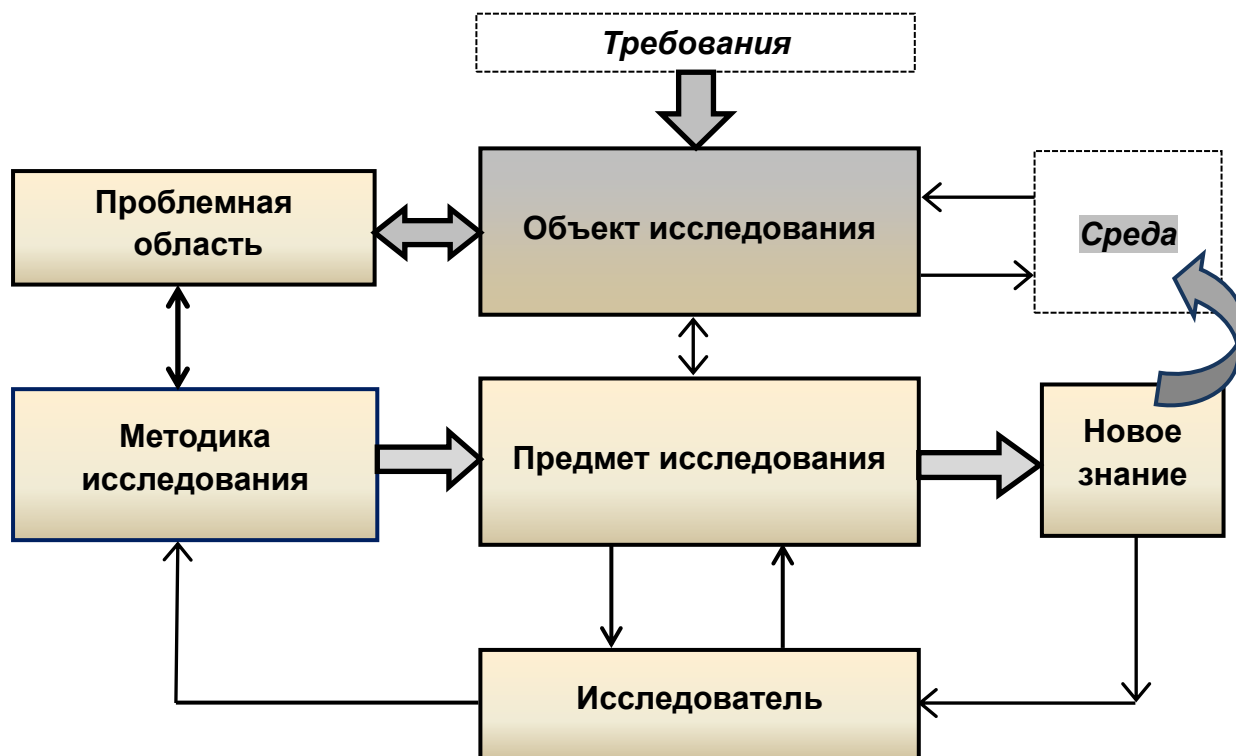 Требования
Проблемная
область
Объект исследования
Среда
Методика
исследования
Предмет исследования
Новое
знание
Исследователь